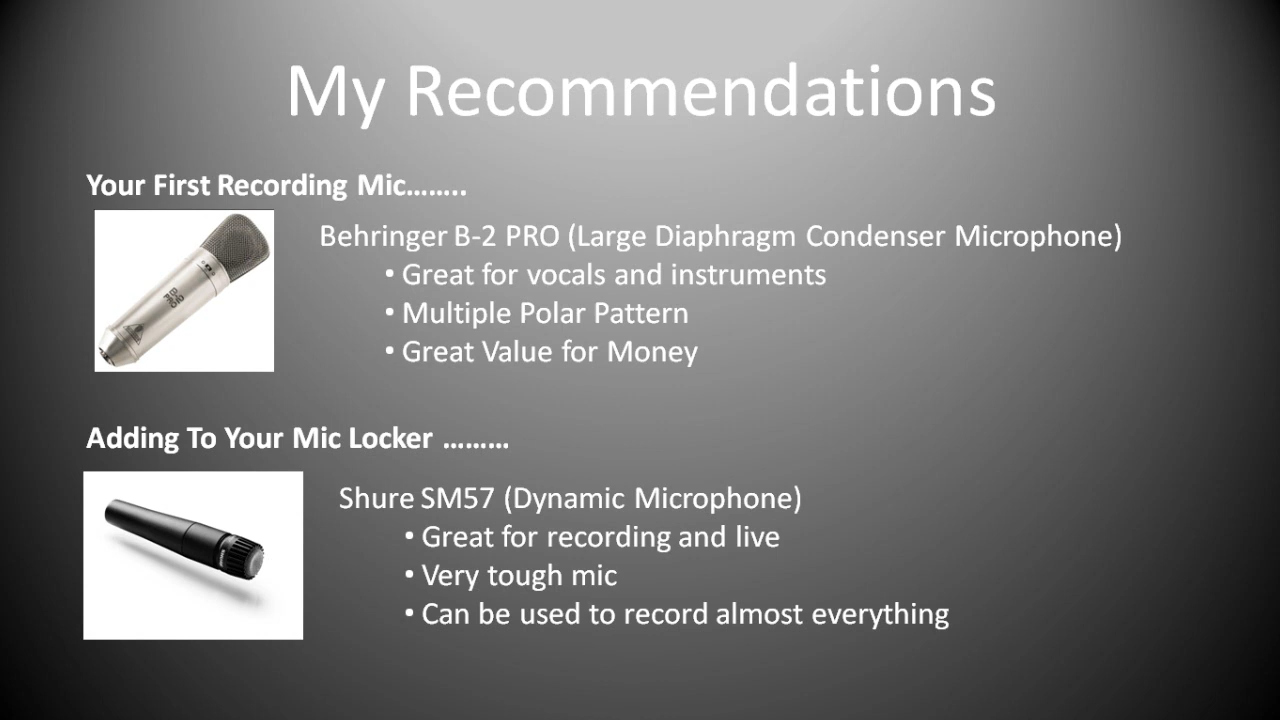 My Recommendations
Your First Recording Mic……..
B-2
PRO
Behringer B-2 PRO (Large Diaphragm Condenser Microphone)
• Great for vocals and instruments
• Multiple Polar Pattern
• Great Value for Money
Adding To Your Mic Locker ………
Shure SM57 (Dynamic Microphone)
• Great for recording and live
• Very tough mic
• Can be used to record almost everything